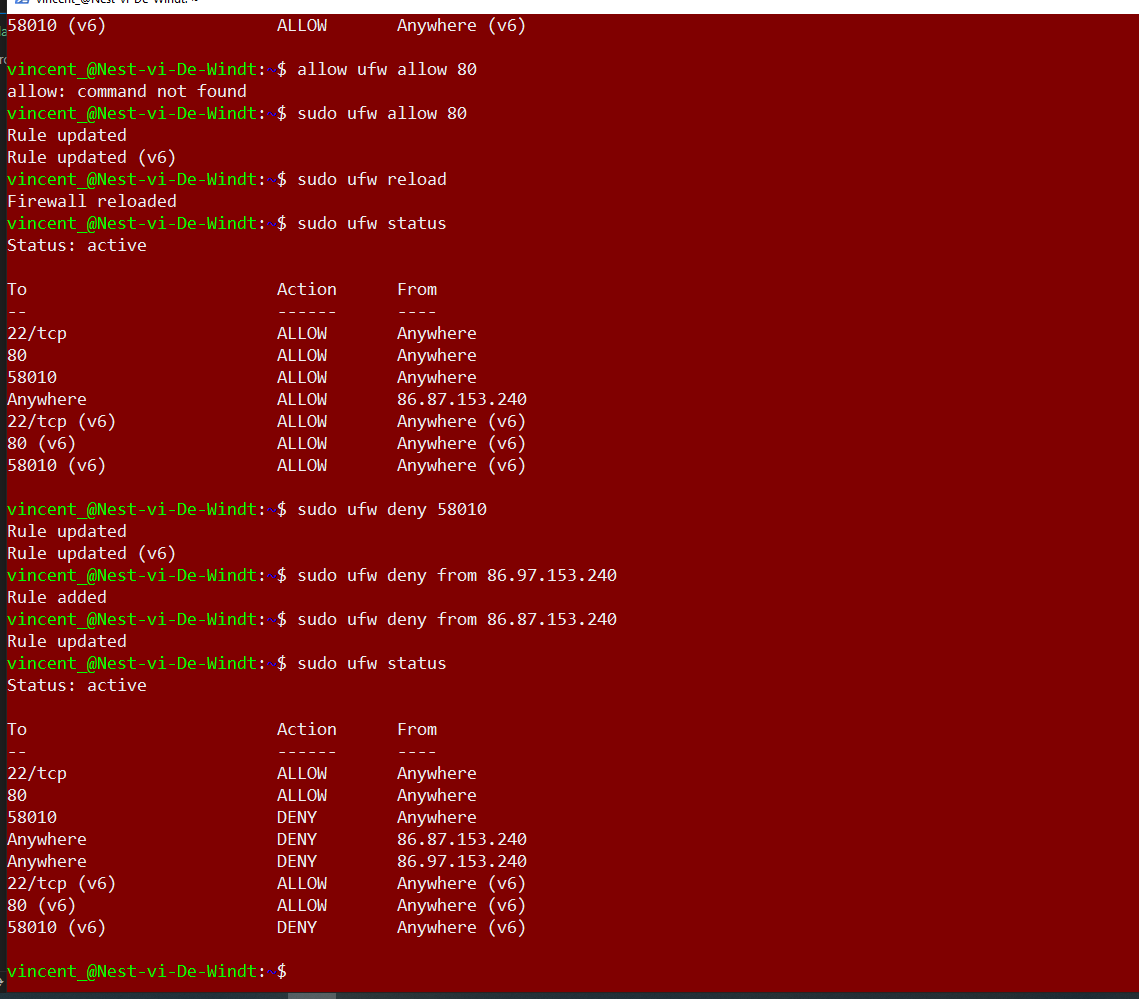 58010 (v6) ALLOW Anywhere (v6)
vincent_@Nest-vi-De-Windt:~$ allow ufw allow 80
allow: command not found
vincent_@Nest-vi-De-Windt:~$ sudo ufw allow 80
Rule updated
Rule updated (v6)
vincent_@Nest-vi-De-Windt:~$ sudo ufw reload
Firewall reloaded
vincent_@Nest-vi-De-Windt:~$ sudo ufw status
Status: active
To Action From
-- ------ ----
22/tcp ALLOW Anywhere
80 ALLOW Anywhere
58010 ALLOW Anywhere
Anywhere ALLOW 86.87.153.240
22/tcp (v6) ALLOW Anywhere (v6)
80 (v6) ALLOW Anywhere (v6)
58010 (v6) ALLOW Anywhere (v6)
vincent_@Nest-vi-De-Windt:~$ sudo ufw deny 58010
Rule updated
Rule updated (v6)
vincent_@Nest-vi-De-Windt:~$ sudo ufw deny from 86.97.153.240
Rule added
vincent_@Nest-vi-De-Windt:~$ sudo ufw deny from 86.87.153.240
Rule updated
vincent_@Nest-vi-De-Windt:~$ sudo ufw status
Status: active
To Action From
-- ------ ----
22/tcp ALLOW Anywhere
80 ALLOW Anywhere
58010 DENY Anywhere
Anywhere DENY 86.87.153.240
Anywhere DENY 86.97.153.240
22/tcp (v6) ALLOW Anywhere (v6)
80 (v6) ALLOW Anywhere (v6)
58010 (v6) DENY Anywhere (v6)
vincent_@Nest-vi-De-Windt:~$